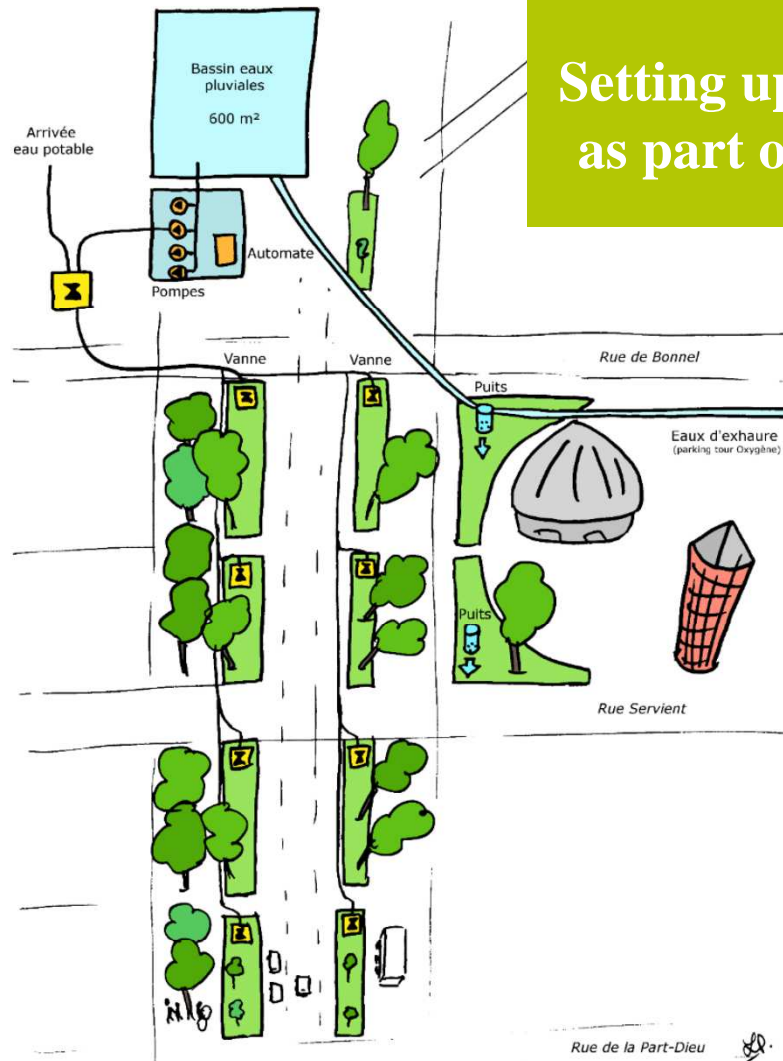 Setting up
as part o
Bassin eaux
pluviales
600 m²
Arrivée
eau potable
Automate
Pompes
Vanne
Vanne
Rue de Bonnel
Puits
Eaux d'exhaure
(parking tour Oxygène)
Puits
Rue Servient
Rue de la Part-Dieu